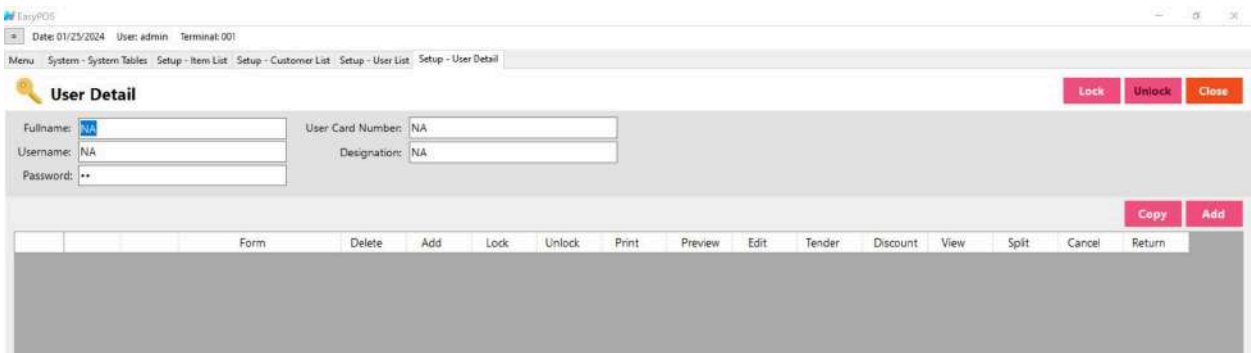 EasyPOS
Date: 01/25/2024 User: admin Terminal: 001
Menu System - System Tables Setup - Item List Setup - Customer List Setup - User List Setup - User Detail
User Detail Lock Unlock Close
Fullname: NA User Card Number: NA
Username: NA Designation: NA
Password: ••
Copy Add
Form Delete Add Lock Unlock Print Preview Edit Tender Discount View Split Cancel Return